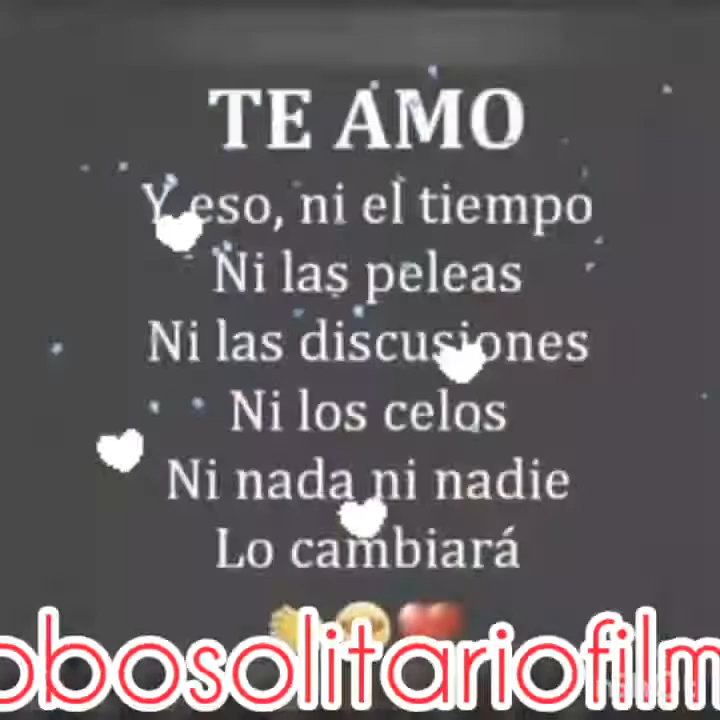 TE AMO
Y eso, ni el tiempo
Ni las peleas
Ni las discusiones
Ni los celos
Ni nada ni nadie
Lo cambiará
obosolitariofilm